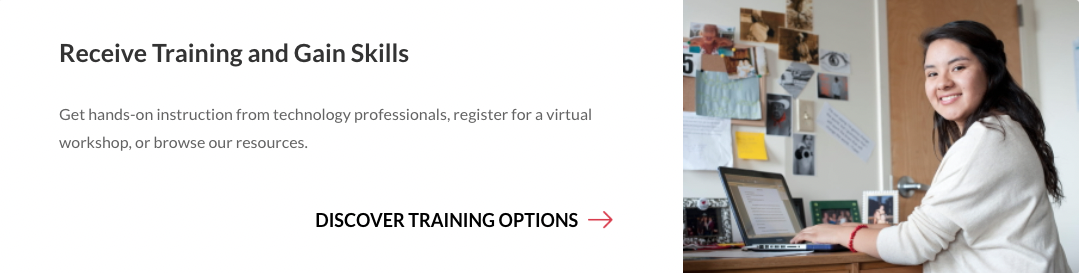 Receive Training and Gain Skills
Get hands-on instruction from technology professionals, register for a virtual
workshop, or browse our resources.
DISCOVER TRAINING OPTIONS
5